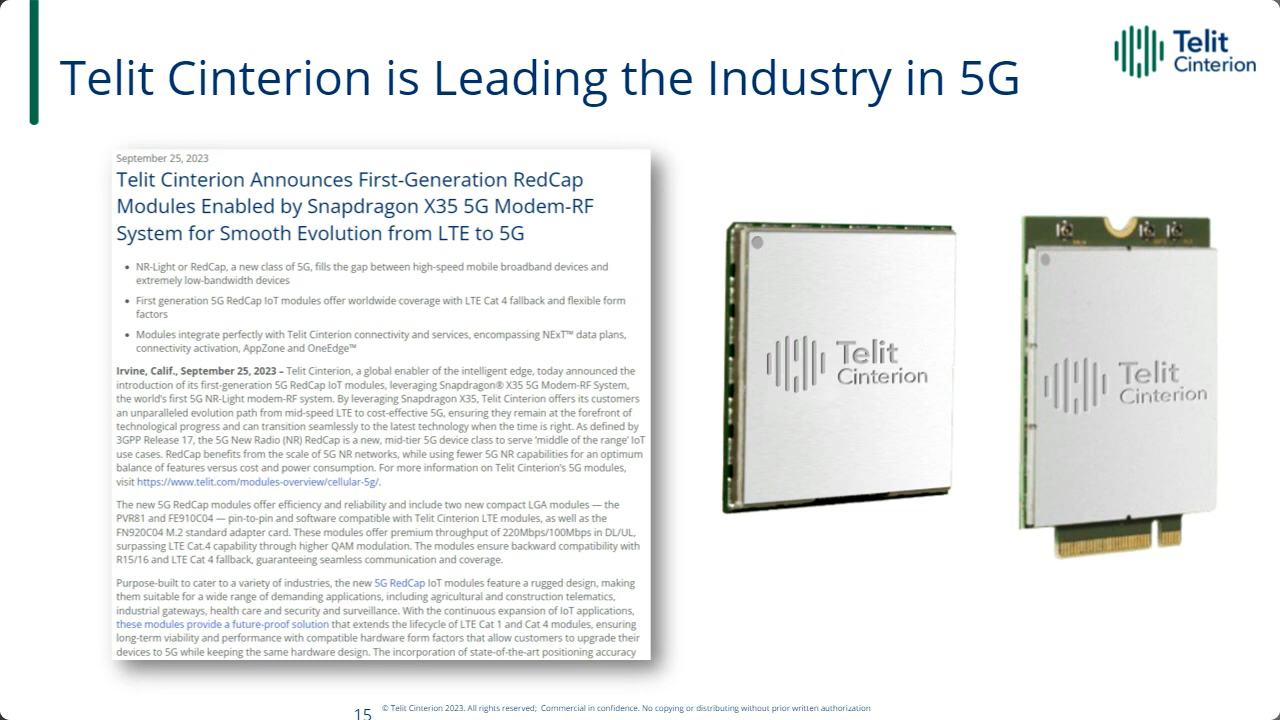 Telit Cinterion is Leading the Industry in 5G
Telit
Cinterion
September 25, 2023
Telit Cinterion Announces First-Generation RedCap
Modules Enabled by Snapdragon X35 5G Modem-RF
System for Smooth Evolution from LTE to 5G
• NR-Light or RedCap, a new class of 5G, fills the gap between high-speed mobile broadband devices and
extremely low-bandwidth devices
• First generation 5G RedCap IoT modules offer worldwide coverage with LTE Cat 4 fallback and flexible form
factors
• Modules integrate perfectly with Telit Cinterion connectivity and services, encompassing NExT™ data plans,
connectivity activation, AppZone and OneEdge™
Irvine, Calif., September 25, 2023 – Telit Cinterion, a global enabler of the intelligent edge, today announced the
introduction of its first-generation 5G RedCap IoT modules, leveraging Snapdragon® X35 5G Modem-RF System,
the world's first 5G NR-Light modem-RF system. By leveraging Snapdragon X35, Telit Cinterion offers its customers
an unparalleled evolution path from mid-speed LTE to cost-effective 5G, ensuring they remain at the forefront of
technological progress and can transition seamlessly to the latest technology when the time is right. As defined by
3GPP Release 17, the 5G New Radio (NR) RedCap is a new, mid-tier 5G device class to serve 'middle of the range' IoT
use cases. RedCap benefits from the scale of 5G NR networks, while using fewer 5G NR capabilities for an optimum
balance of features versus cost and power consumption. For more information on Telit Cinterion's 5G modules,
visit https://www.telit.com/modules-overview/cellular-5g/.
The new 5G RedCap modules offer efficiency and reliability and include two new compact LGA modules — the
PVR81 and FE910C04 — pin-to-pin and software compatible with Telit Cinterion LTE modules, as well as the
FN920C04 M.2 standard adapter card. These modules offer premium throughput of 220Mbps/100Mbps in DL/UL,
surpassing LTE Cat.4 capability through higher QAM modulation. The modules ensure backward compatibility with
R15/16 and LTE Cat 4 fallback, guaranteeing seamless communication and coverage.
Purpose-built to cater to a variety of industries, the new 5G RedCap IoT modules feature a rugged design, making
them suitable for a wide range of demanding applications, including agricultural and construction telematics,
industrial gateways, health care and security and surveillance. With the continuous expansion of IoT applications,
these modules provide a future-proof solution that extends the lifecycle of LTE Cat 1 and Cat 4 modules, ensuring
long-term viability and performance with compatible hardware form factors that allow customers to upgrade their
devices to 5G while keeping the same hardware design. The incorporation of state-of-the-art positioning accuracy
Telit
Cinterion
Telit
Cinterion
15
© Telit Cinterion 2023. All rights reserved; Commercial in confidence. No copying or distributing without prior written authorization